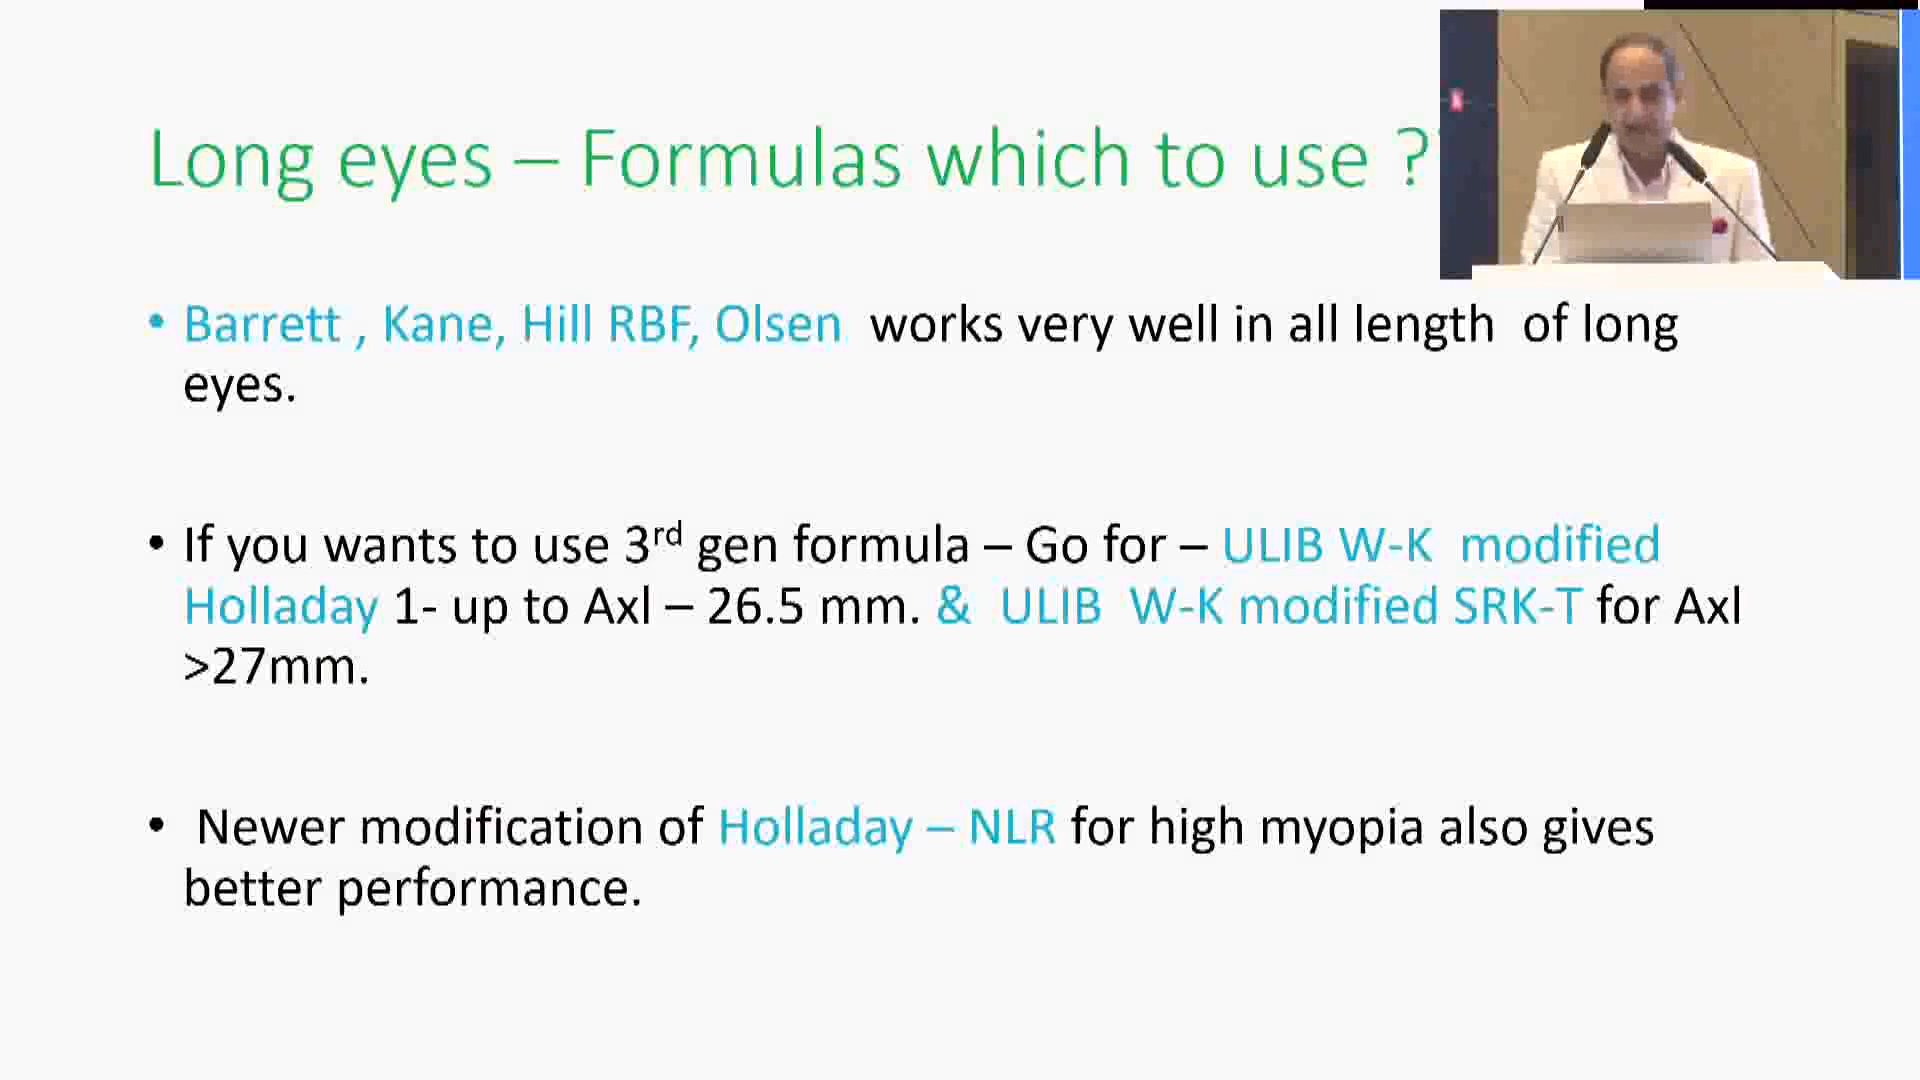 Long eyes – Formulas which to use ?
• Barrett , Kane, Hill RBF, Olsen works very well in all length of long
eyes.
• If you wants to use 3rd gen formula – Go for – ULIB W-K modified
Holladay 1- up to Axl – 26.5 mm. & ULIB W-K modified SRK-T for Axl
>27mm.
• Newer modification of Holladay – NLR for high myopia also gives
better performance.